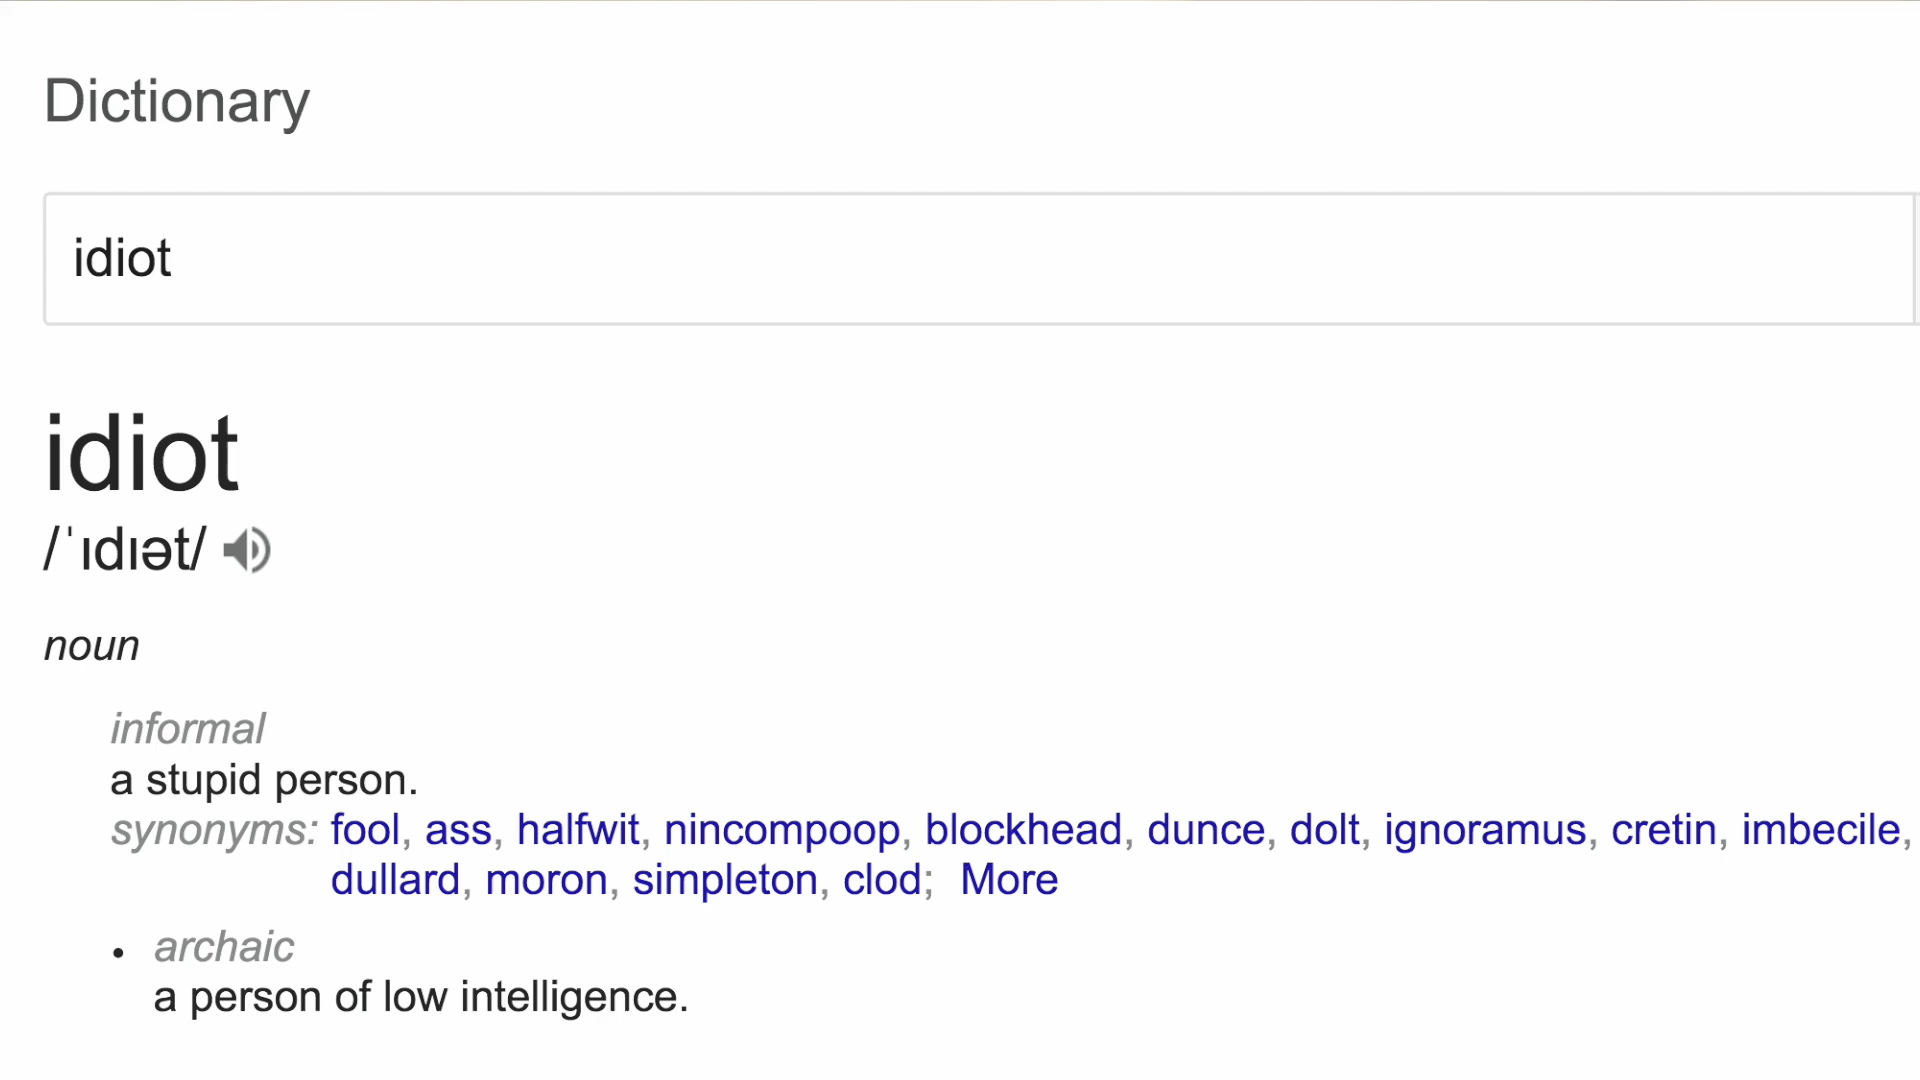 Dictionary
idiot
idiot
/ˈɪdɪət/
noun
informal
a stupid person.
synonyms: fool, ass, halfwit, nincompoop, blockhead, dunce, dolt, ignoramus, cretin, imbecile,
dullard, moron, simpleton, clod; More
• archaic
a person of low intelligence.